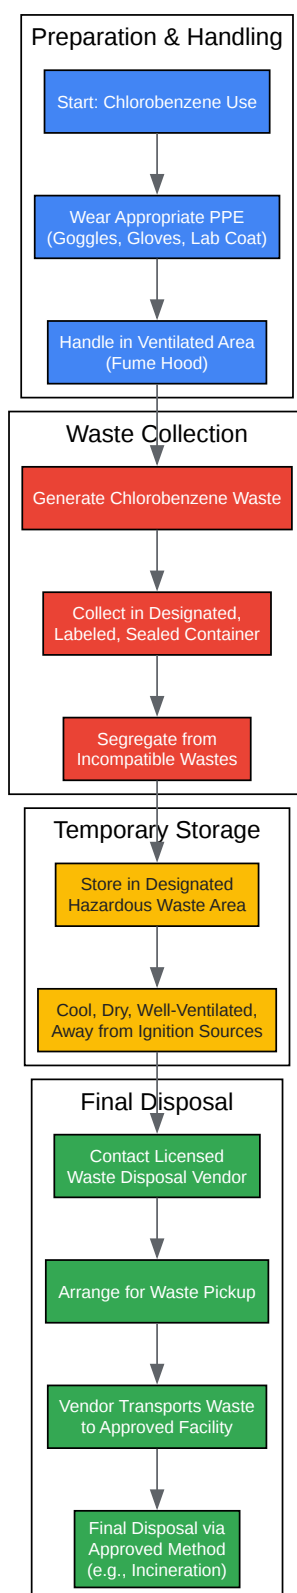 Preparation & Handling
Start: Chlorobenzene Use
Wear Appropriate PPE
(Goggles, Gloves, Lab Coat)
Handle in Ventilated Area
(Fume Hood)
Waste Collection
Generate Chlorobenzene Waste
Collect in Designated,
Labeled, Sealed Container
Segregate from
Incompatible Wastes
Temporary Storage
Store in Designated
Hazardous Waste Area
Cool, Dry, Well-Ventilated,
Away from Ignition Sources
Final Disposal
Contact Licensed
Waste Disposal Vendor
Arrange for Waste Pickup
Vendor Transports Waste
to Approved Facility
Final Disposal via
Approved Method
(e.g., Incineration)